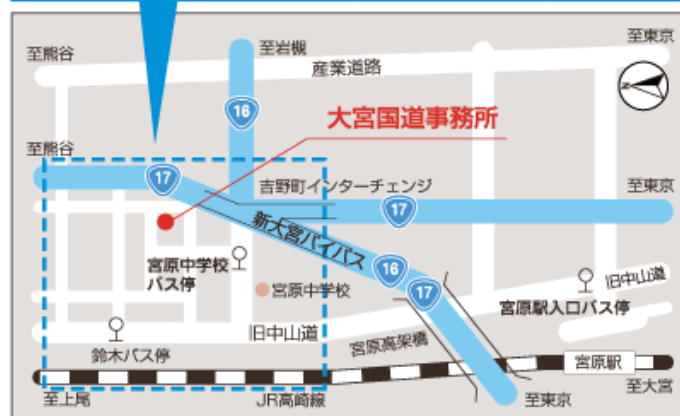 至熊谷
至岩槻
至東京
産業道路
16
大宮国道事務所
至熊谷
17
吉野町インターチェンジ
至東京
17
新大宮バイパス
宮原中学校
バス停
16
17
宮原中学校
旧中山道
宮原駅入口バス停
旧中山道
宮原高架橋
鈴木バス停
宮原駅
至上尾
JR高崎線
至東京
至大宮